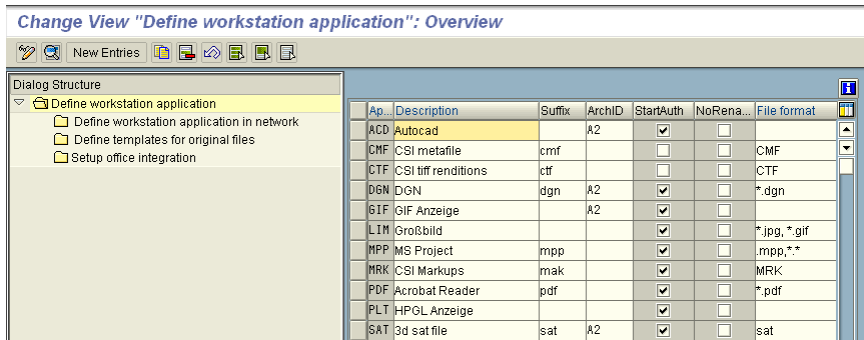 Change View "Define workstation application": Overview
New Entries
Dialog Structure
Define workstation application
Define workstation application in network
Define templates for original files
Setup office integration
Ap... Description Suffix ArchID StartAuth NoRena... File format
ACD Autocad A2
CMF CSI metafile cmf CMF
CTF CSI tiff renditions ctf CTF
DGN DGN dgn A2 *.dgn
GIF GIF Anzeige A2
LIM Großbild *.jpg, *.gif
MPP MS Project mpp .mpp,*.*
MRK CSI Markups mak MRK
PDF Acrobat Reader pdf *.pdf
PLT HPGL Anzeige
SAT 3d sat file sat A2 sat